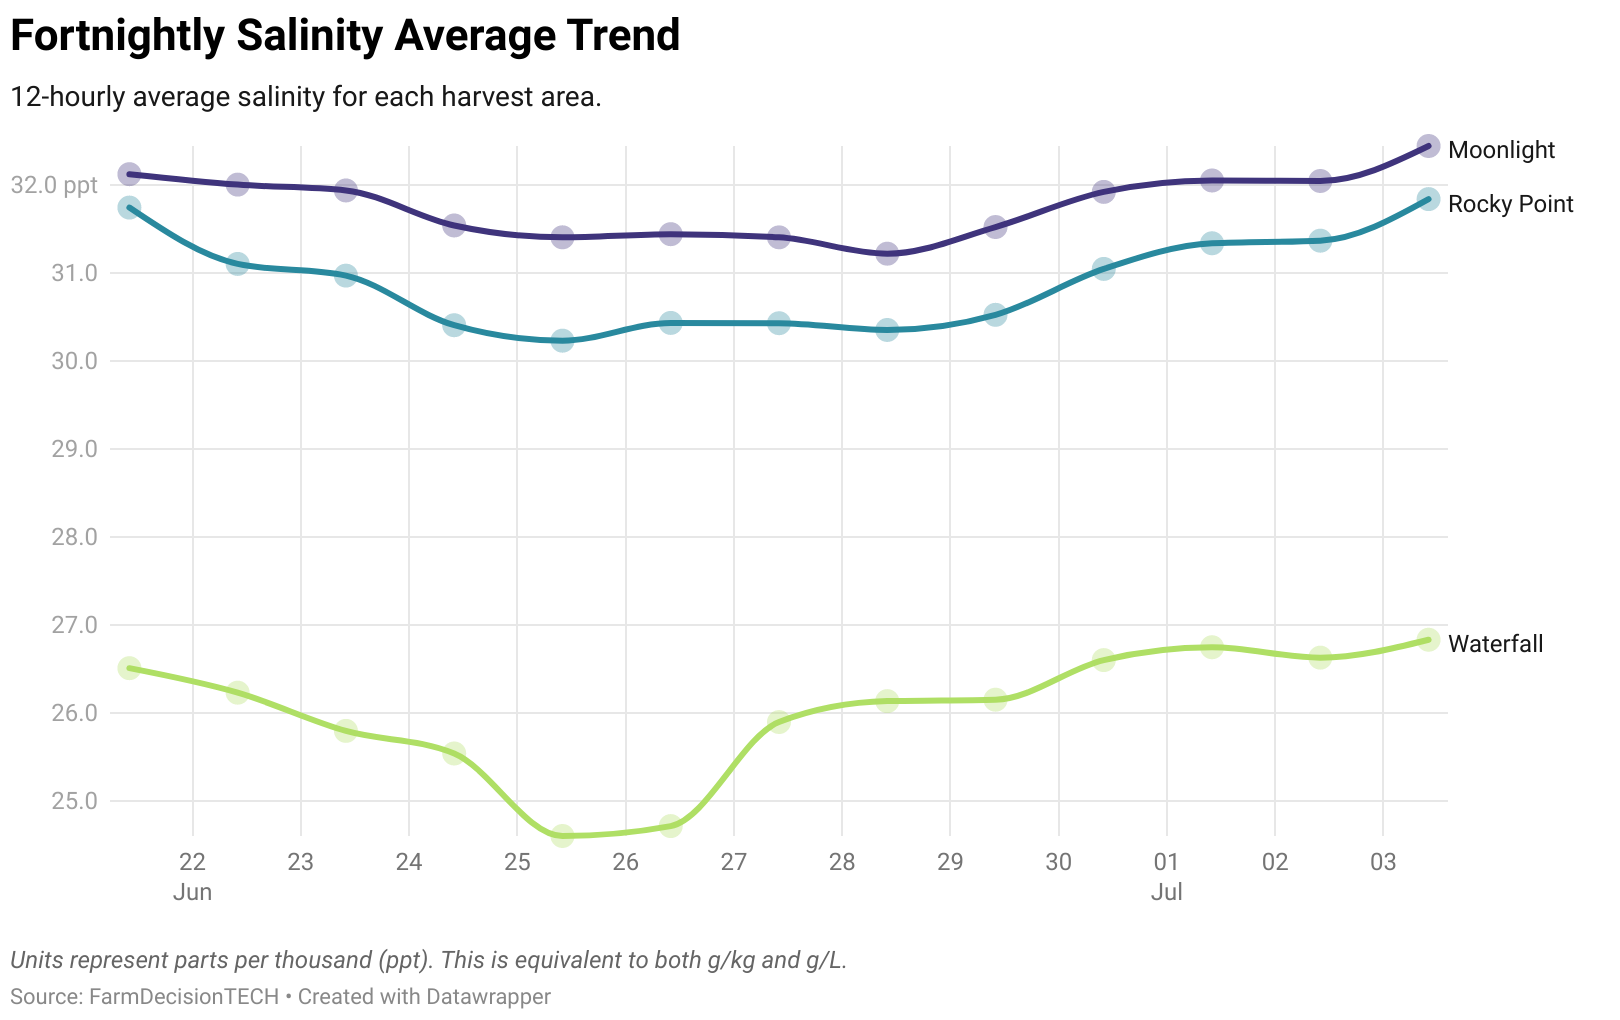 Fortnightly Salinity Average Trend
12-hourly average salinity for each harvest area.
Moonlight
32.0 ppt
Rocky Point
31.0
30.0
29.0
28.0
27.0
Waterfall
26.0
25.0
22 23 24 25 26 27 28 29 30 01 02 03
Jun Jul
Units represent parts per thousand (ppt). This is equivalent to both g/kg and g/L.
Source: FarmDecisionTECH • Created with Datawrapper